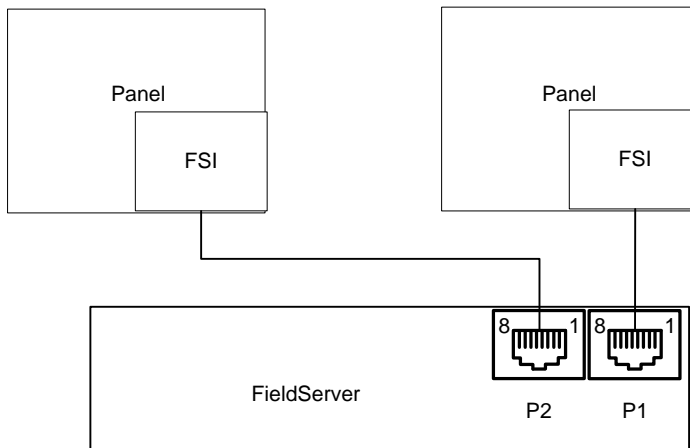 Panel
Panel
FSI
FSI
8 1 8 1
FieldServer
P2 P1